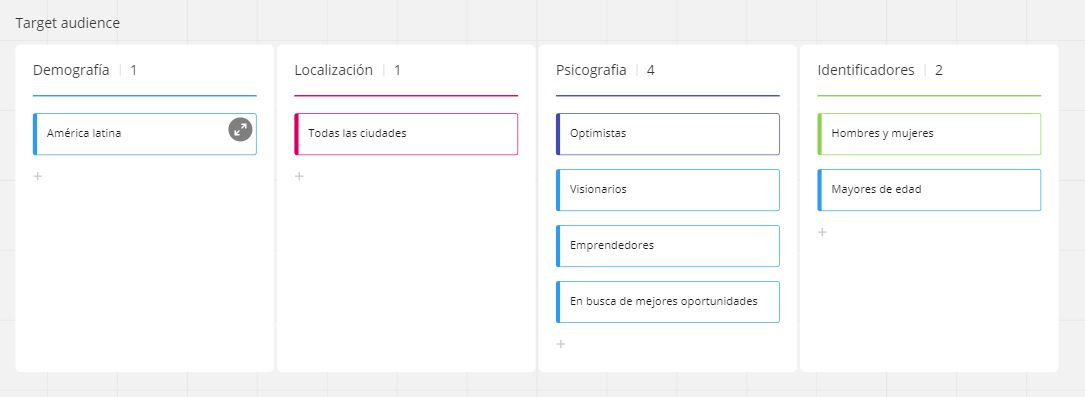 Target audience
Demografía | 1
América latina
+
Localización | 1
Todas las ciudades
+
Psicografia | 4
Optimistas
Visionarios
Emprendedores
En busca de mejores oportunidades
+
Identificadores | 2
Hombres y mujeres
Mayores de edad
+